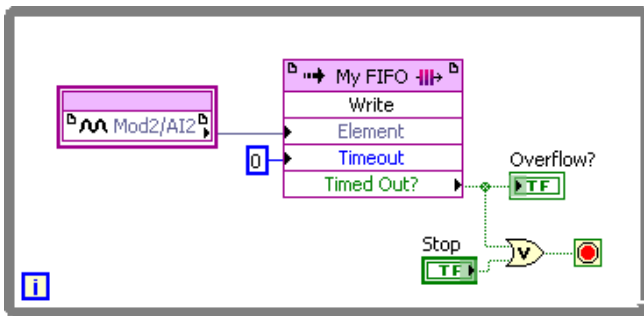 My FIFO
Write
Mod2/AI2
Element
0
Timeout
Timed Out?
Overflow?
TF
Stop
TF
V
i